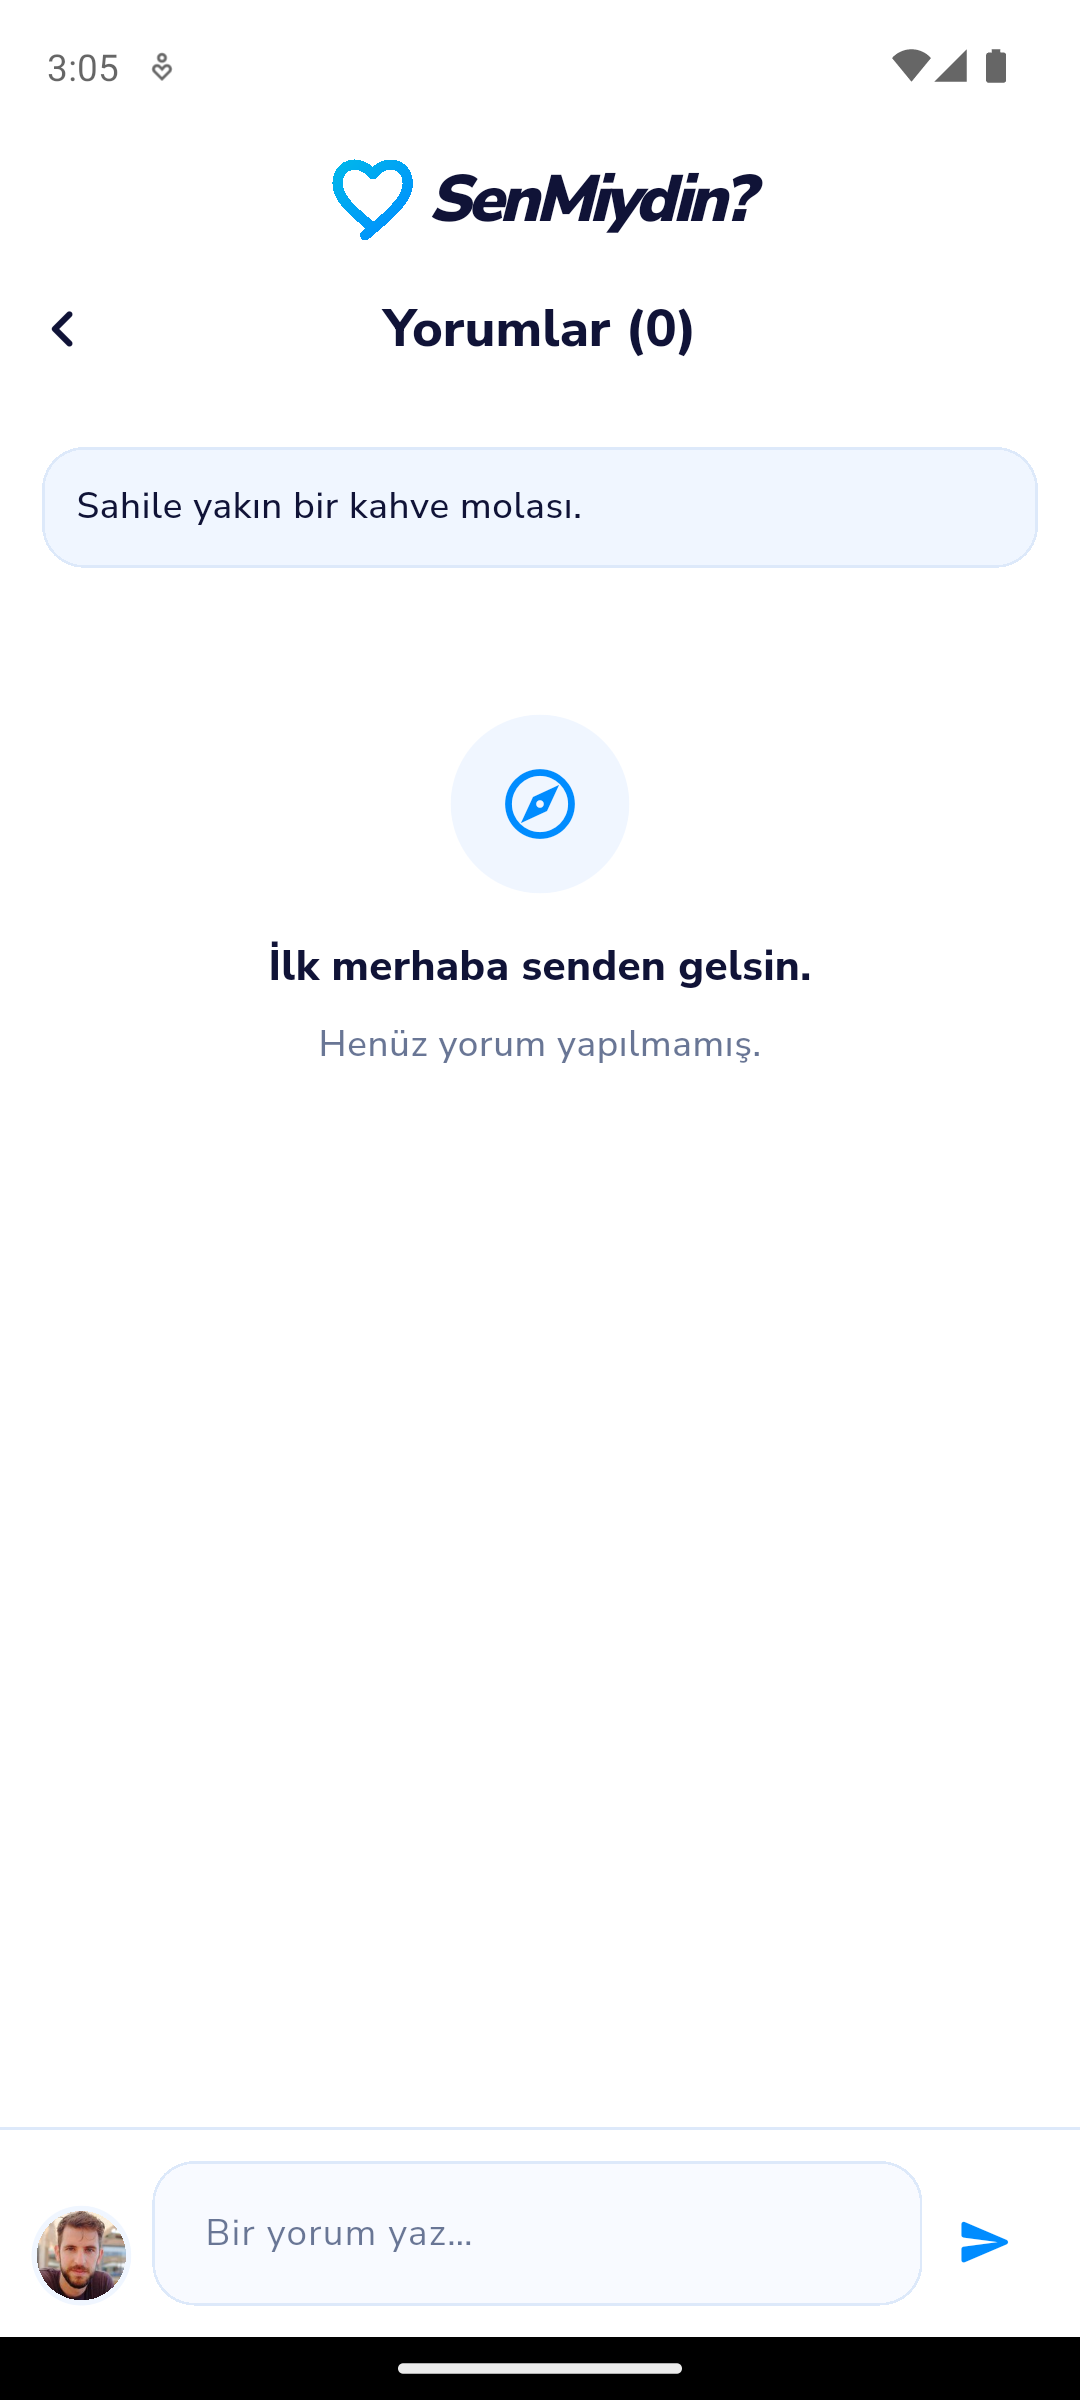 3:05
SenMiydin?
Yorumlar (0)
Sahile yakın bir kahve molası.
İlk merhaba senden gelsin.
Henüz yorum yapılmamış.
Bir yorum yaz...